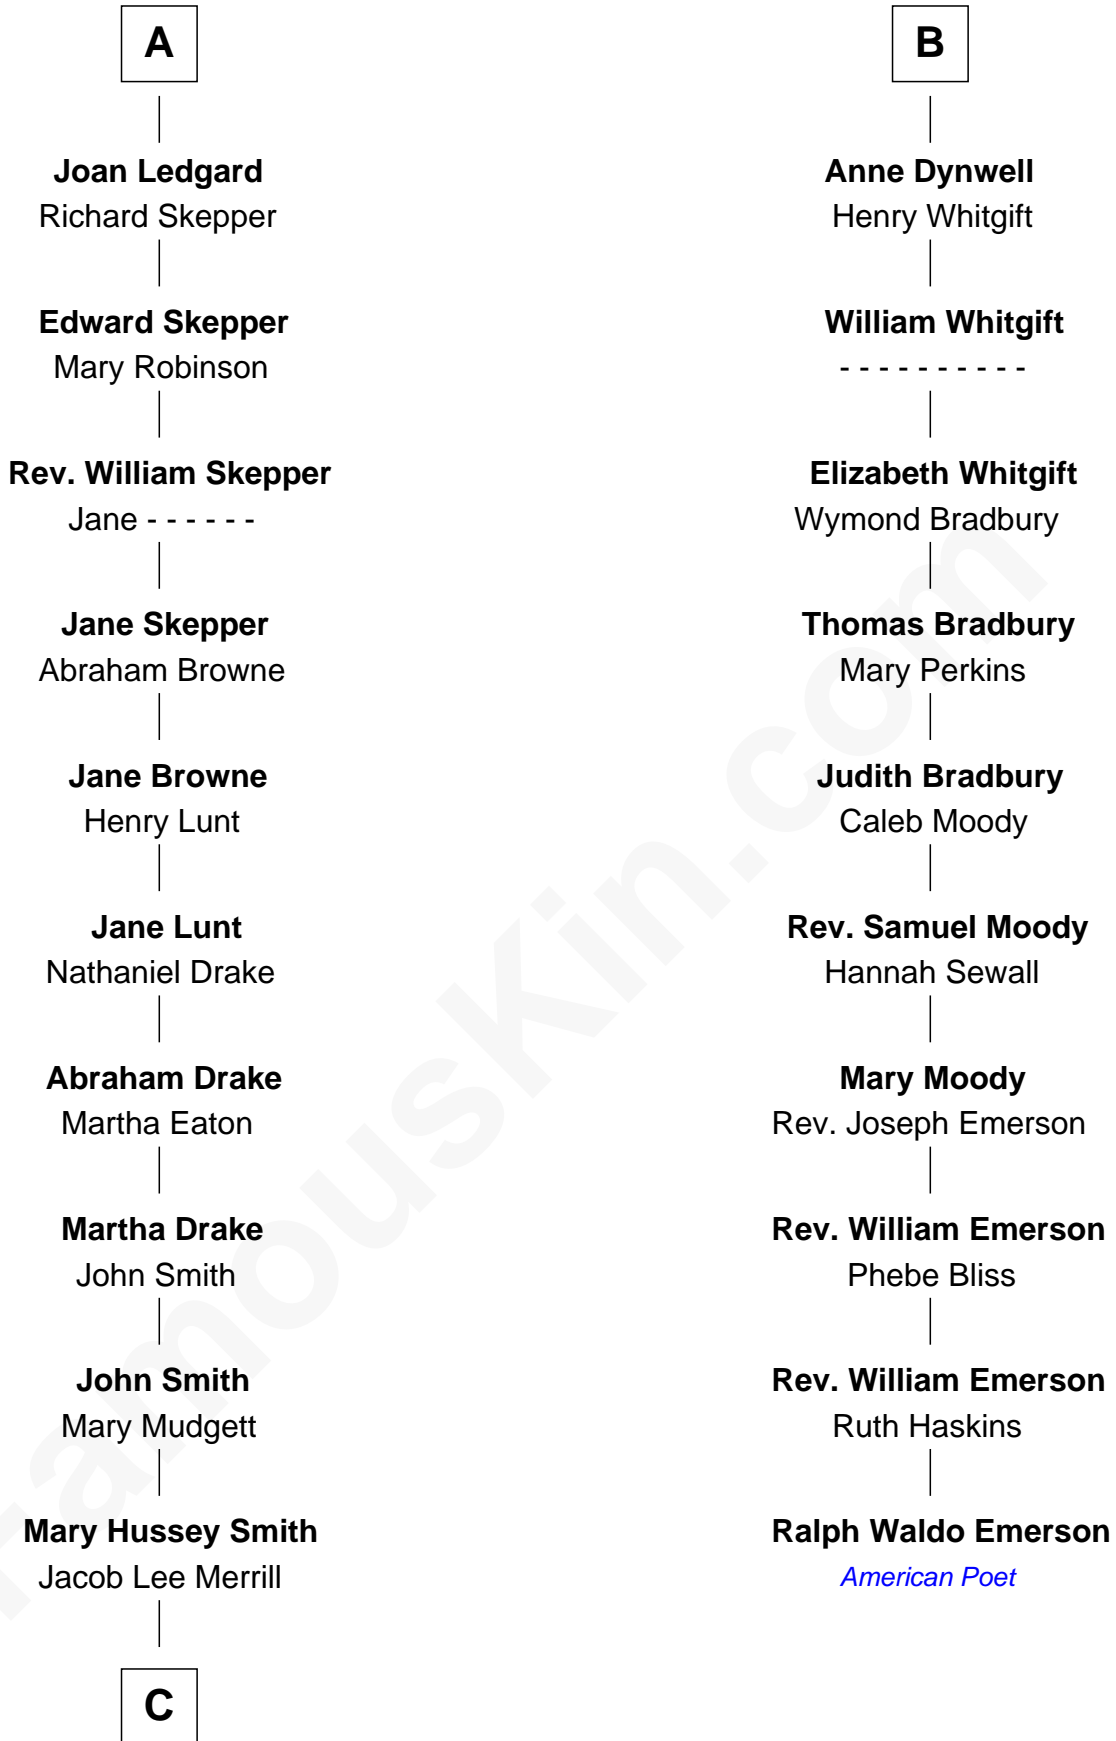 A
Joan Ledgard
Richard Skepper
Edward Skepper
Mary Robinson
Rev. William Skepper
Jane - - - - - -
Jane Skepper
Abraham Browne
Jane Browne
Henry Lunt
Jane Lunt
Nathaniel Drake
Abraham Drake
Martha Eaton
Martha Drake
John Smith
John Smith
Mary Mudgett
Mary Hussey Smith
Jacob Lee Merrill
C
B
Anne Dynwell
Henry Whitgift
William Whitgift
- - - - - - - - - -
Elizabeth Whitgift
Wymond Bradbury
Thomas Bradbury
Mary Perkins
Judith Bradbury
Caleb Moody
Rev. Samuel Moody
Hannah Sewall
Mary Moody
Rev. Joseph Emerson
Rev. William Emerson
Phebe Bliss
Rev. William Emerson
Ruth Haskins
Ralph Waldo Emerson
American Poet
FamousKin.com